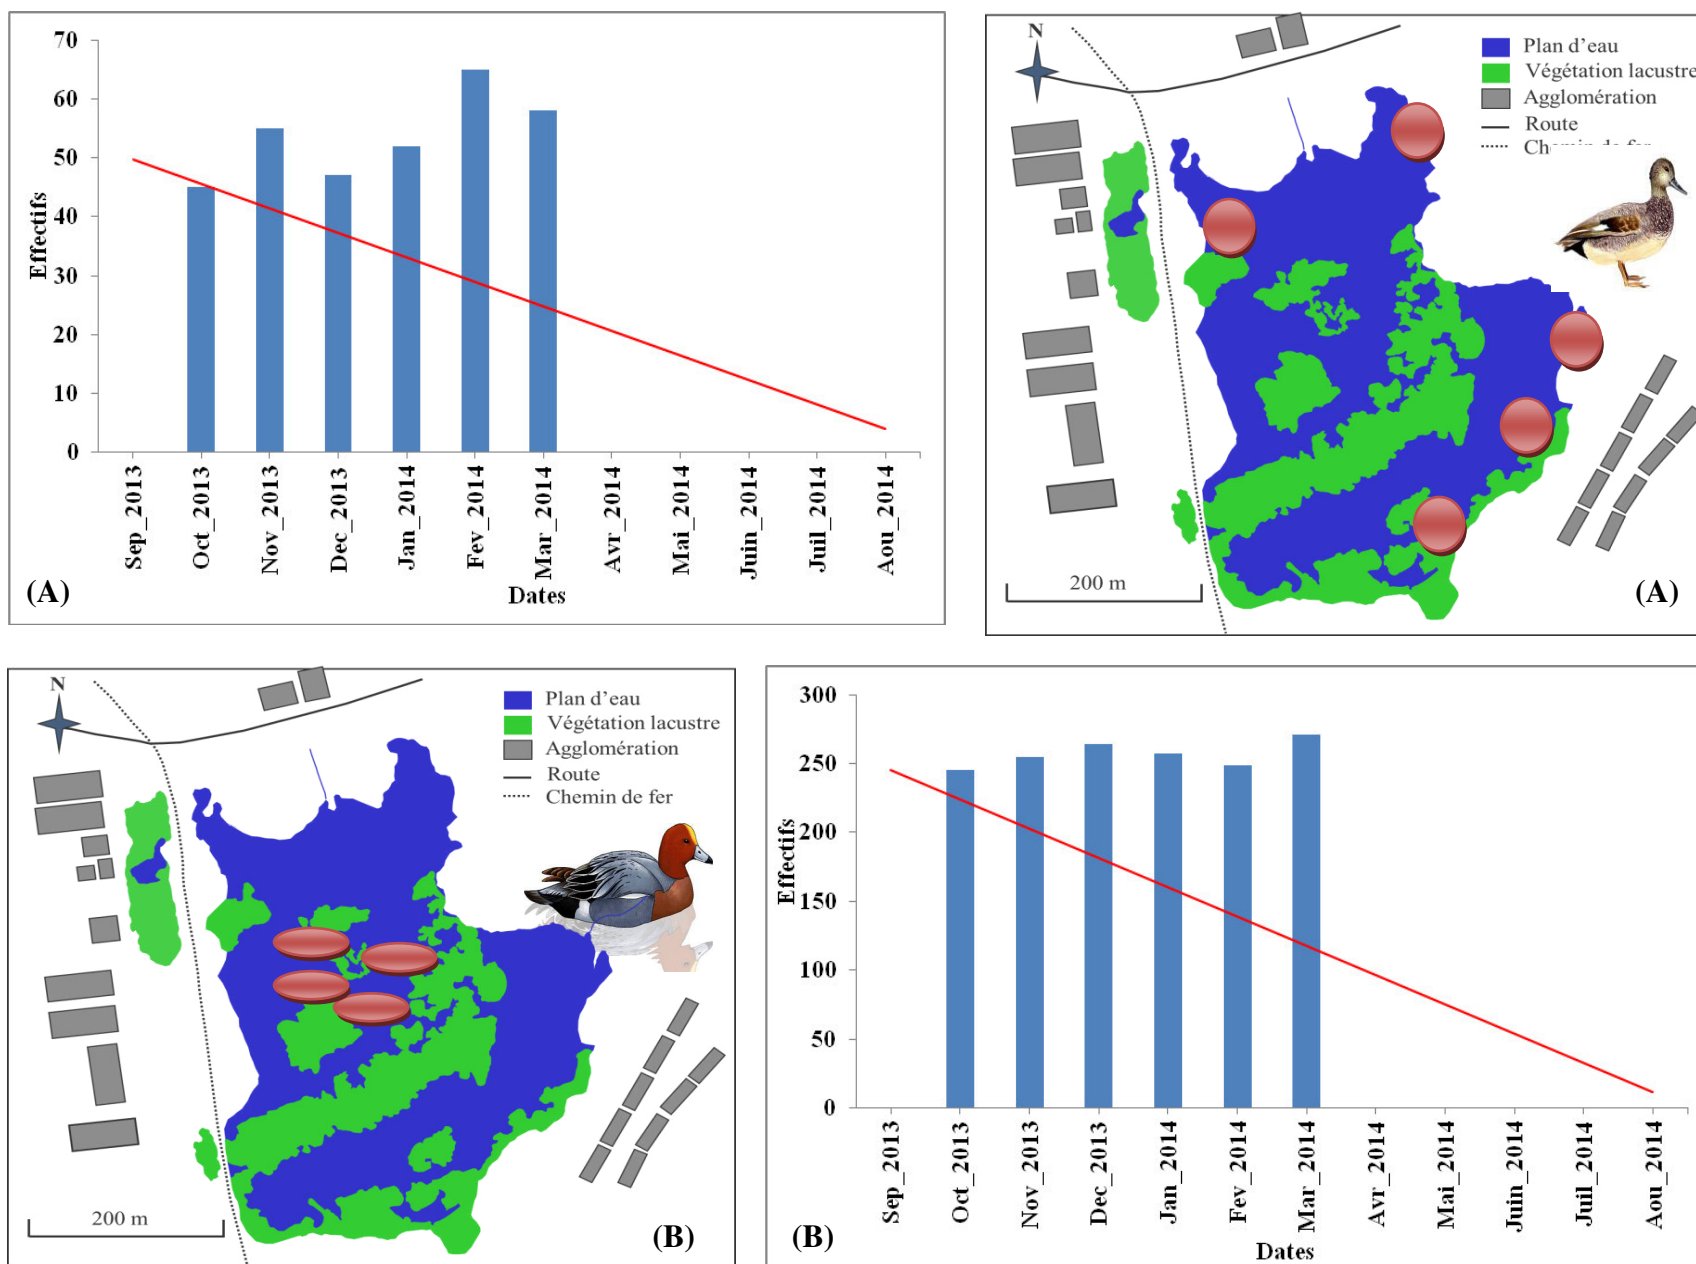 70
60
50
40
30
20
10
0
Effectifs
Sep_2013
Oct_2013
Nov_2013
Dec_2013
Jan_2014
Fev_2014
Mar_2014
Avr_2014
Mai_2014
Juin_2014
Juil_2014
Aou_2014
Dates
(A)
N
Plan d’eau
Végétation lacustre
Agglomération
Route
Chemin de fer
200 m
(A)
N
Plan d’eau
Végétation lacustre
Agglomération
Route
Chemin de fer
200 m
(B)
300
250
200
150
100
50
0
Effectifs
Sep_2013
Oct_2013
Nov_2013
Dec_2013
Jan_2014
Fev_2014
Mar_2014
Avr_2014
Mai_2014
Juin_2014
Juil_2014
Aou_2014
Dates
(B)